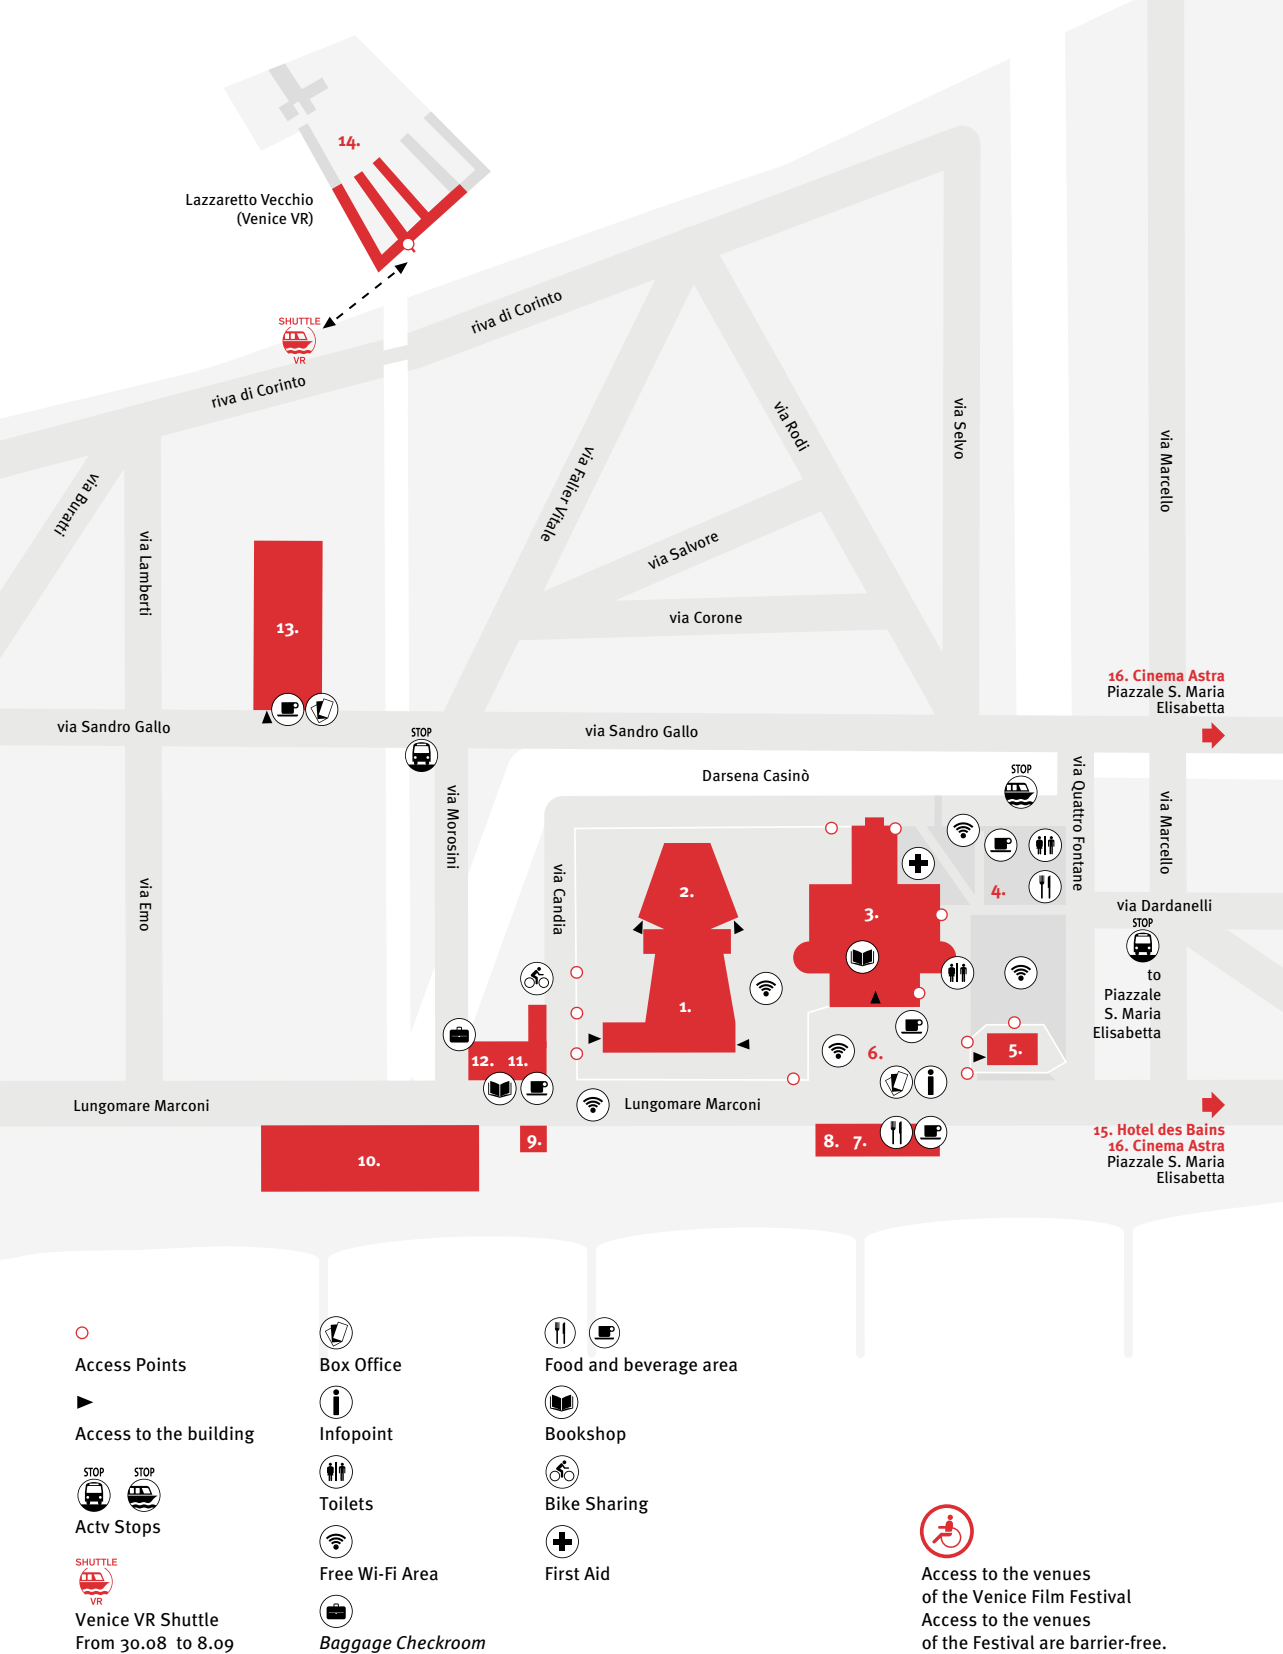 14.
Lazzaretto Vecchio
(Venice VR)
SHUTTLE
VR
riva di Corinto
riva di Corinto
via Buratti
via Lamberti
via Falier Vitale
via Rodi
via Selvo
via Marcello
via Salvore
via Corone
13.
16. Cinema Astra
Piazzale S. Maria
Elisabetta
via Sandro Gallo
via Sandro Gallo
STOP
Darsena Casinò
STOP
via Quattro Fontane
via Morosini
via Marcello
via Emo
via Candia
2.
3.
4.
via Dardanelli
STOP
to
Piazzale
S. Maria
Elisabetta
1.
12. 11.
6.
5.
Lungomare Marconi
Lungomare Marconi
9.
8. 7.
10.
15. Hotel des Bains
16. Cinema Astra
Piazzale S. Maria
Elisabetta
Access Points
Access to the building
STOP STOP
Actv Stops
SHUTTLE
VR
Venice VR Shuttle
From 30.08 to 8.09
Box Office
Infopoint
Toilets
Free Wi-Fi Area
Baggage Checkroom
Food and beverage area
Bookshop
Bike Sharing
First Aid
Access to the venues
of the Venice Film Festival
Access to the venues
of the Festival are barrier-free.